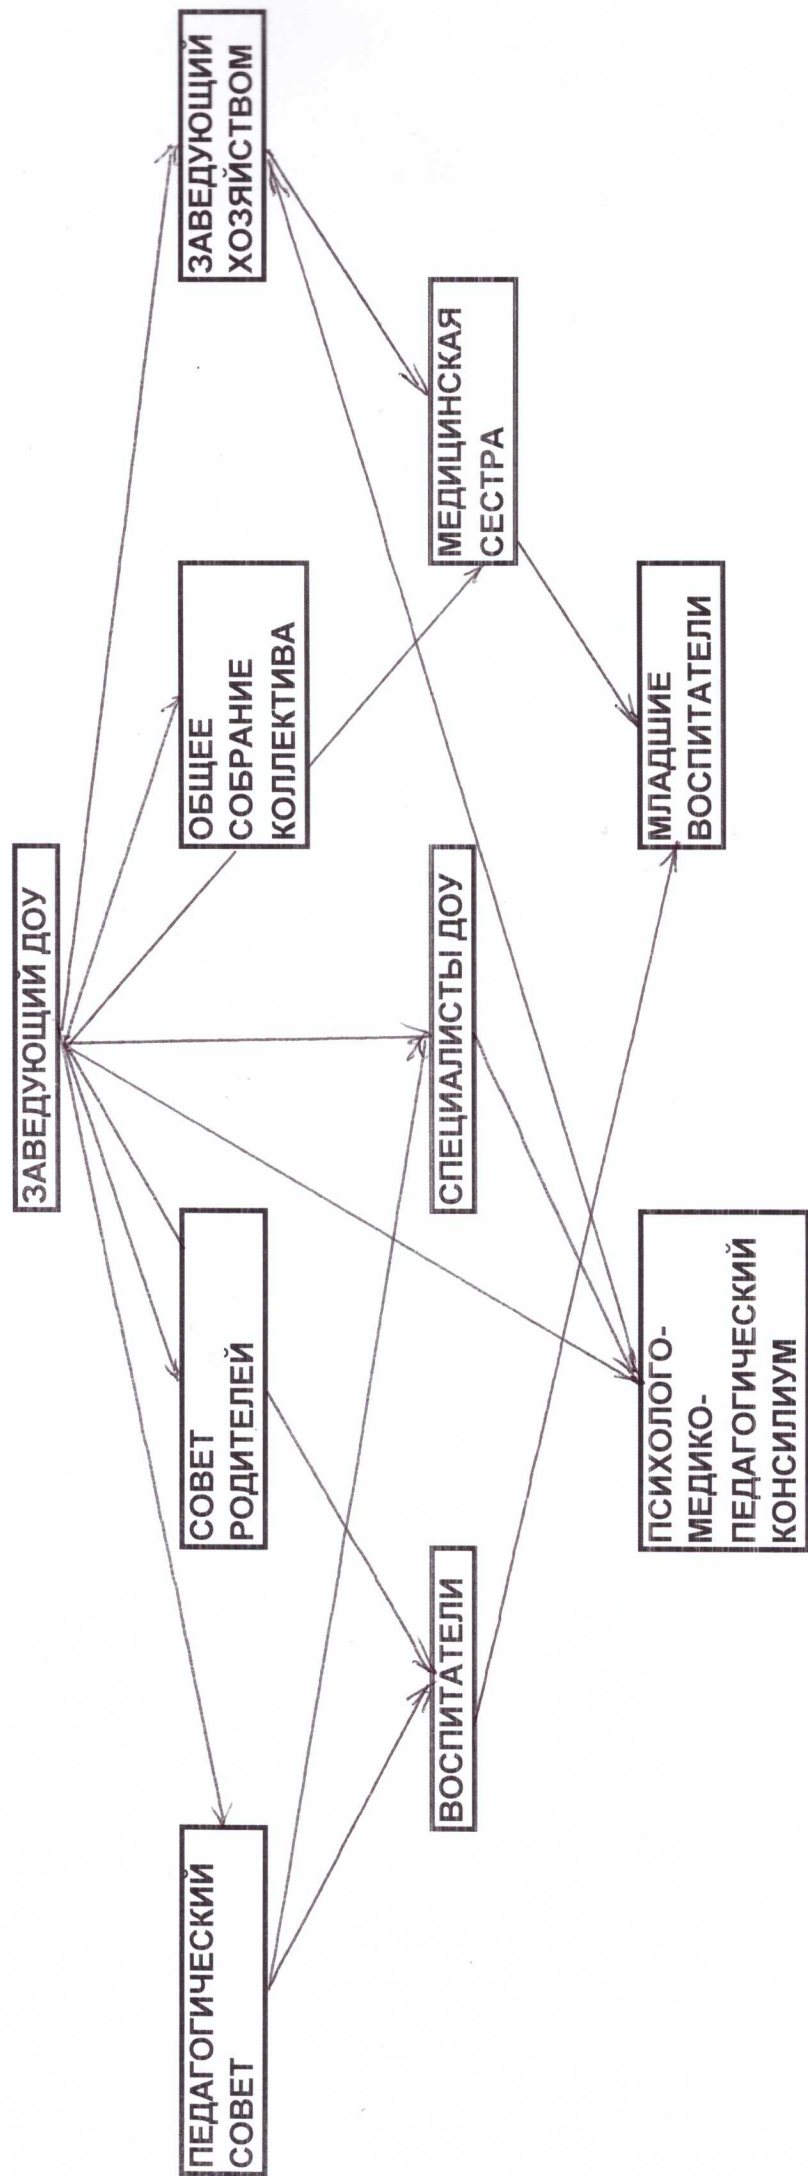 ЗАВЕДУЮЩИЙ ДОУ
ПЕДАГОГИЧЕСКИЙ
СОВЕТ
СОВЕТ
РОДИТЕЛЕЙ
ОБЩЕЕ
СОБРАНИЕ
КОЛЛЕКТИВА
ЗАВЕДУЮЩИЙ
ХОЗЯЙСТВОМ
ВОСПИТАТЕЛИ
СПЕЦИАЛИСТЫ ДОУ
МЕДИЦИНСКАЯ
СЕСТРА
ПСИХОЛОГО-
МЕДИКО-
ПЕДАГОГИЧЕСКИЙ
КОНСИЛИУМ
МЛАДШИЕ
ВОСПИТАТЕЛИ